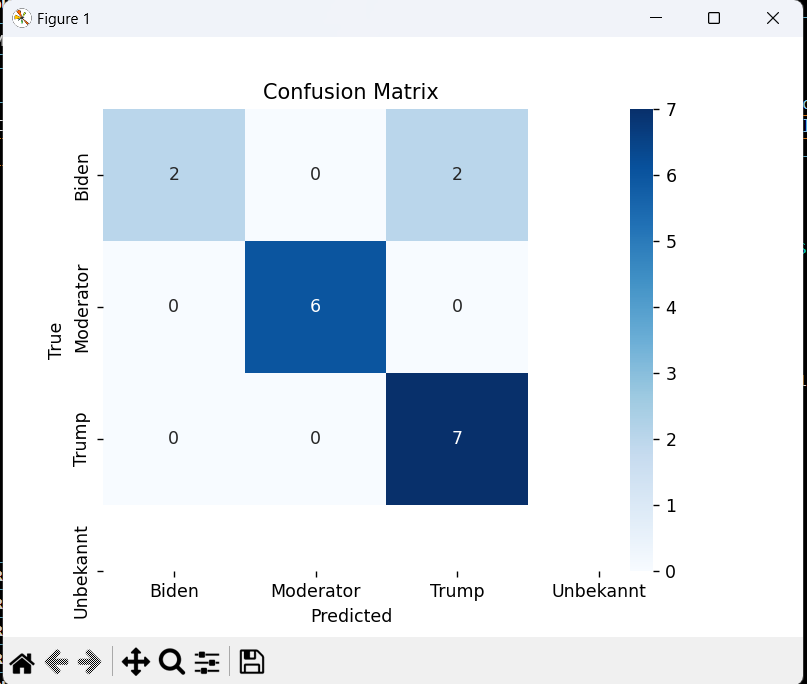 Figure 1
Confusion Matrix
Biden 2 0 2
Moderator 0 6 0
Trump 0 0 7
Unbekannt
True
Biden Moderator Trump Unbekannt
Predicted
7
6
5
4
3
2
1
0